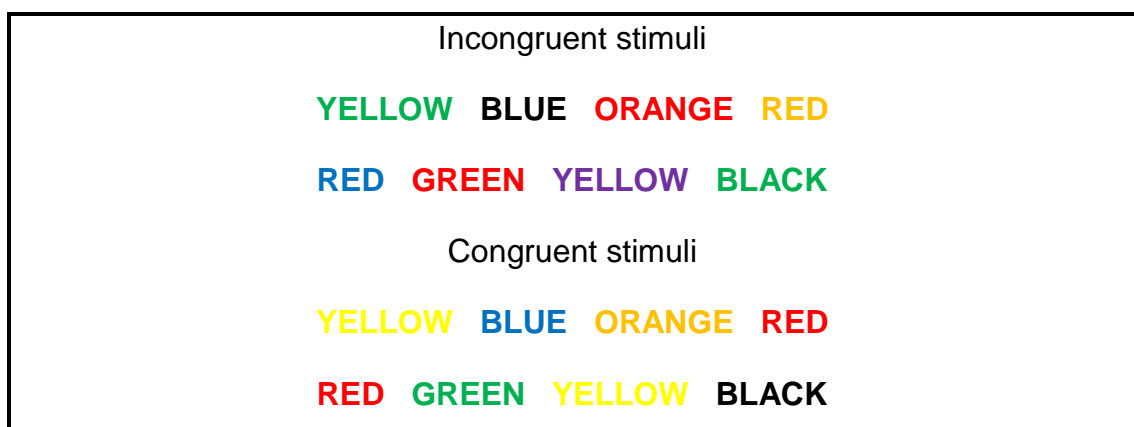 Incongruent stimuli
YELLOW BLUE ORANGE RED
RED GREEN YELLOW BLACK
Congruent stimuli
YELLOW BLUE ORANGE RED
RED GREEN YELLOW BLACK